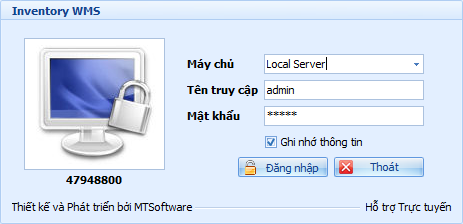 Inventory WMS
Máy chủ Local Server
Tên truy cập admin
Mật khẩu *****
Ghi nhớ thông tin
Đăng nhập Thoát
47948800
Thiết kế và Phát triển bởi MTSoftware Hỗ trợ Trực tuyến